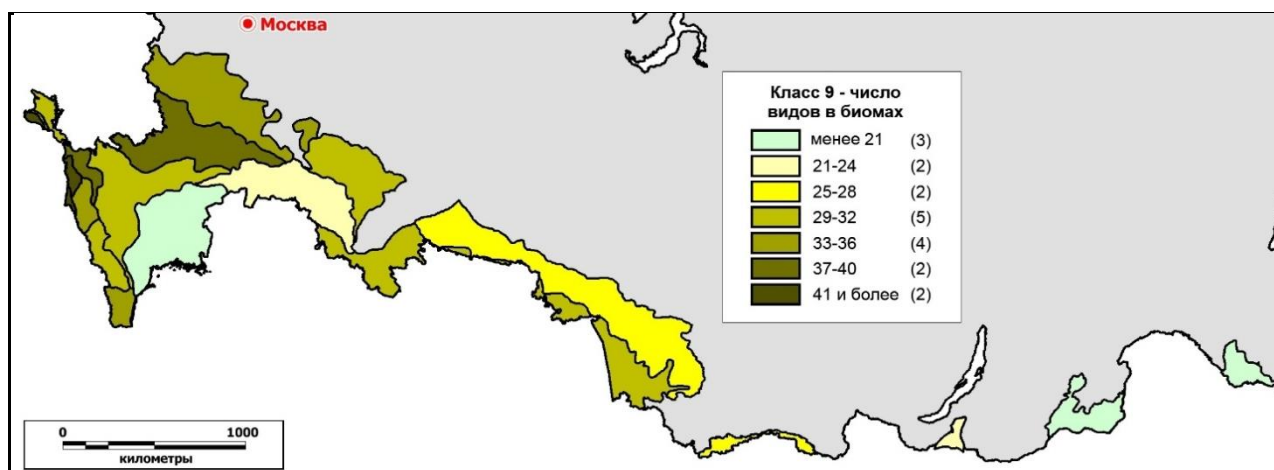 Москва
Класс 9 - число
видов в биомах
менее 21 (3)
21-24 (2)
25-28 (2)
29-32 (5)
33-36 (4)
37-40 (2)
41 и более (2)
0 1000
километры